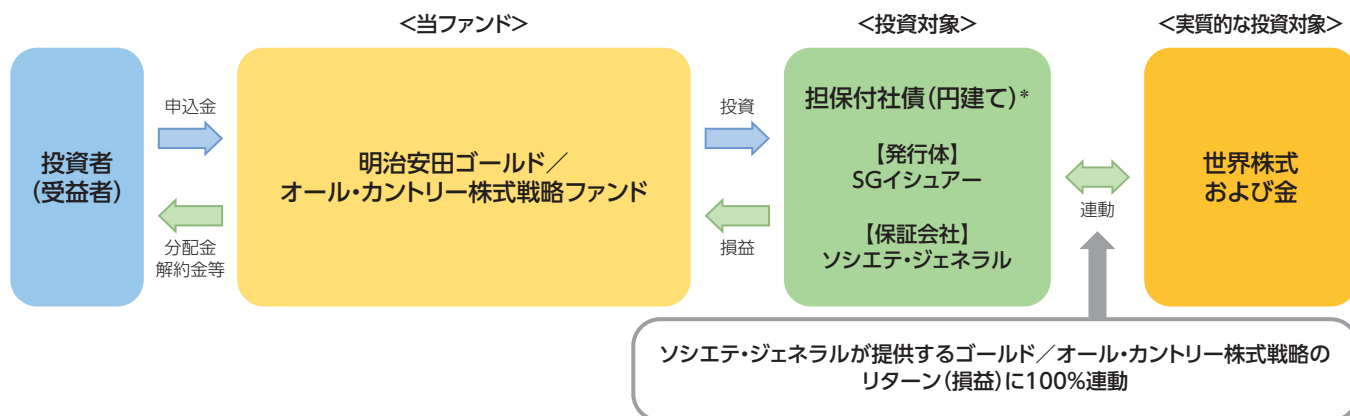 <当ファンド>
<投資対象>
<実質的な投資対象>
投資者
(受益者)
申込金
分配金
解約金等
明治安田ゴールド／
オール・カントリー株式戦略ファンド
投資
損益
担保付社債(円建て)*
【発行体】
SGイシュアー
【保証会社】
ソシエテ・ジェネラル
連動
世界株式
および金
ソシエテ・ジェネラルが提供するゴールド／オール・カントリー株式戦略の
リターン(損益)に100%連動